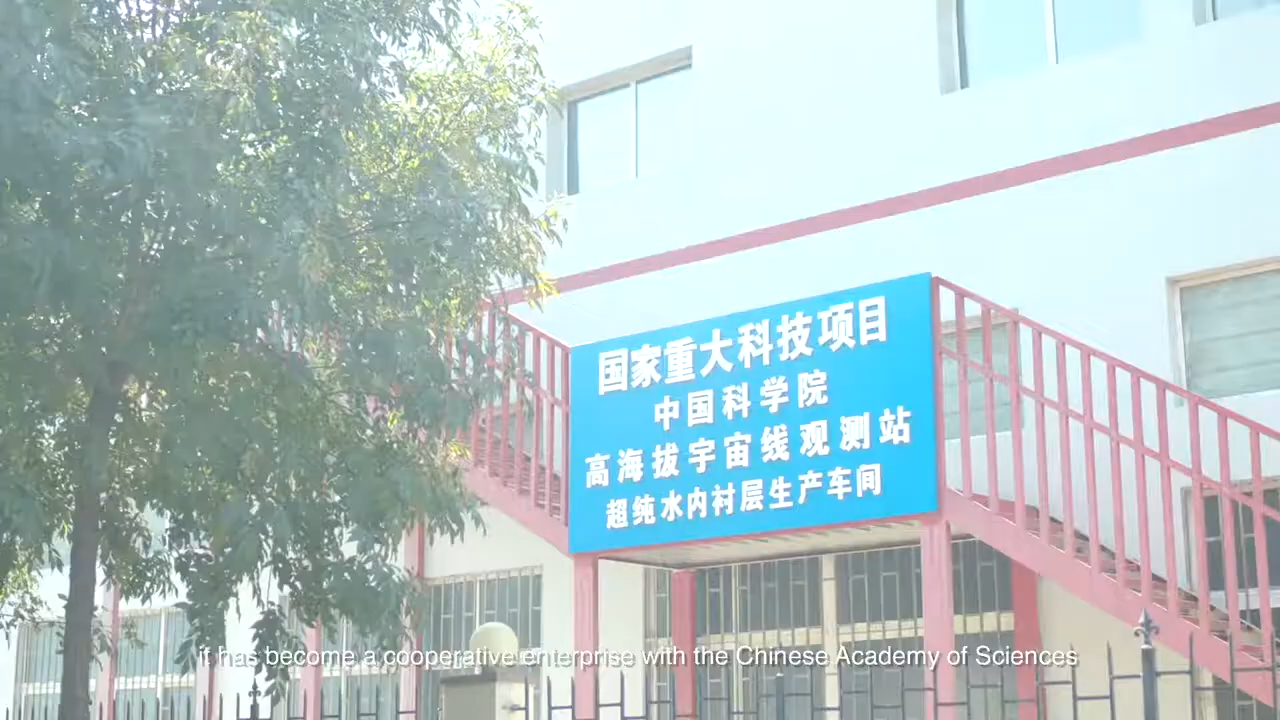 国家重大科技项目
中国科学院
高海拔宇宙线观测站
超纯水内衬层生产车间
it has become a cooperative enterprise with the Chinese Academy of Sciences